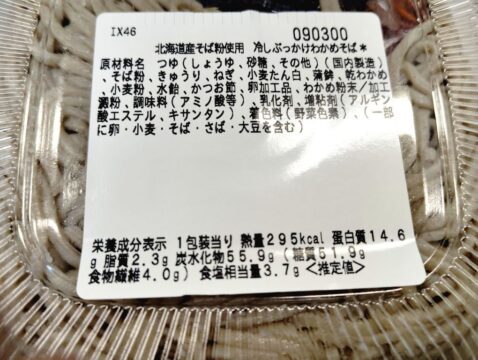 IX46 090300
北海道産そば粉使用 冷しぶっかけわかめそば*
原材料名 つゆ(しょうゆ、砂糖、その他)(国内製造)
、そば粉、きゅうり、ねぎ、小麦たん白、蒲鉾、乾わかめ
、小麦粉、水飴、かつお節、卵加工品、わかめ粉末/加工
澱粉、調味料(アミノ酸等)、乳化剤、増粘剤(アルギン
酸エステル、キサンタン)、着色料(野菜色素)、(一部
に卵・小麦・そば・さば・大豆を含む)
栄養成分表示 1包装当り 熱量295kcal 蛋白質14.6
g 脂質2.3g 炭水化物55.9g(糖質51.9g
食物繊維4.0g) 食塩相当量3.7g<推定値>